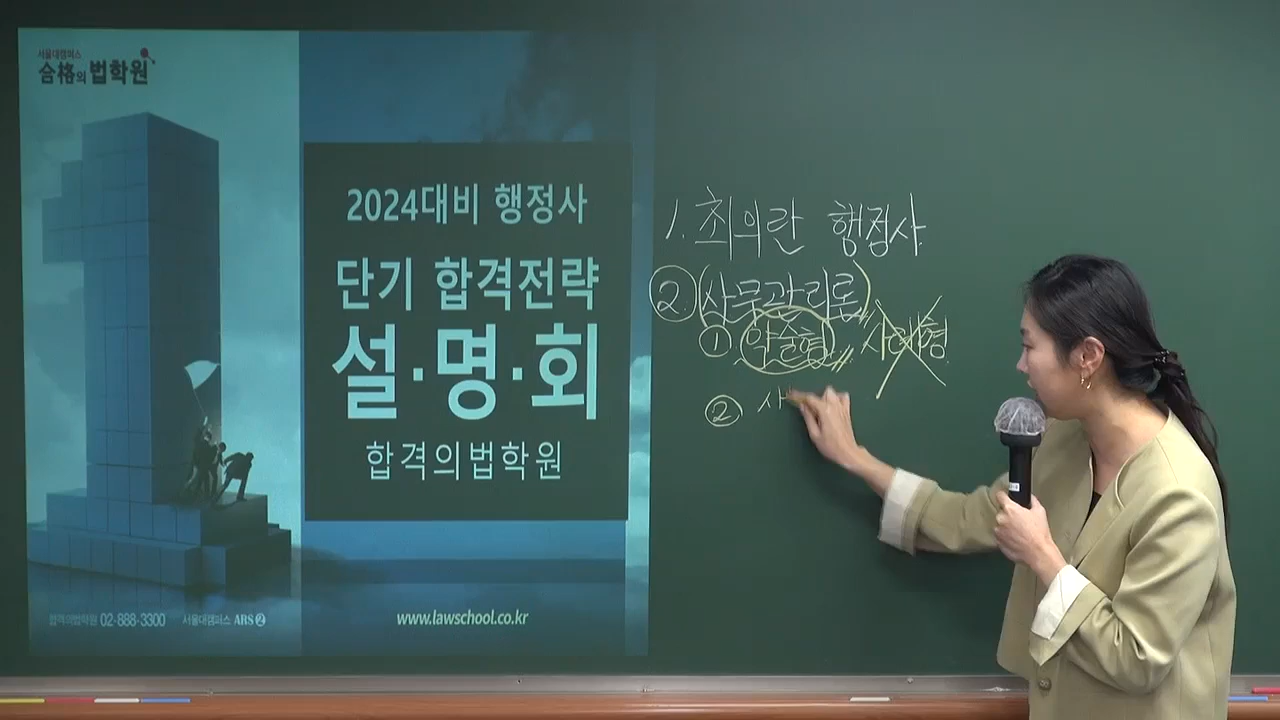 서울대캠퍼스
合格의 법학원
2024대비 행정사
단기 합격전략
설·명·회
합격의법학원
합격의법학원 02-888-3300 서울대캠퍼스 ARS ②
www.lawschool.co.kr
1. 최의란 행정사
② (사무관리론)
① 약술형 사례형
② 사